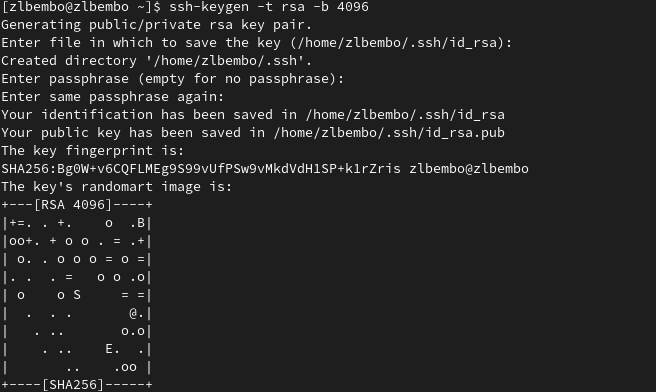 [zlbembo@zlbembo ~]$ ssh-keygen -t rsa -b 4096
Generating public/private rsa key pair.
Enter file in which to save the key (/home/zlbembo/.ssh/id_rsa):
Created directory '/home/zlbembo/.ssh'.
Enter passphrase (empty for no passphrase):
Enter same passphrase again:
Your identification has been saved in /home/zlbembo/.ssh/id_rsa
Your public key has been saved in /home/zlbembo/.ssh/id_rsa.pub
The key fingerprint is:
SHA256:Bg0W+v6CQFLMEg9S99vUfPSw9vMkdVdH1SP+k1rZris zlbembo@zlbembo
The key's randomart image is:
+---[RSA 4096]----+
|+=. . +.    o  .B|
|oo+. + o o . = .+|
| o. . o o o = o =|
|. .  . =   o o .o|
| o    o S     = =|
|  .  . .       @.|
|   . ..       o.o|
|    . ..    E.  .|
|       ..    .oo |
+----[SHA256]-----+